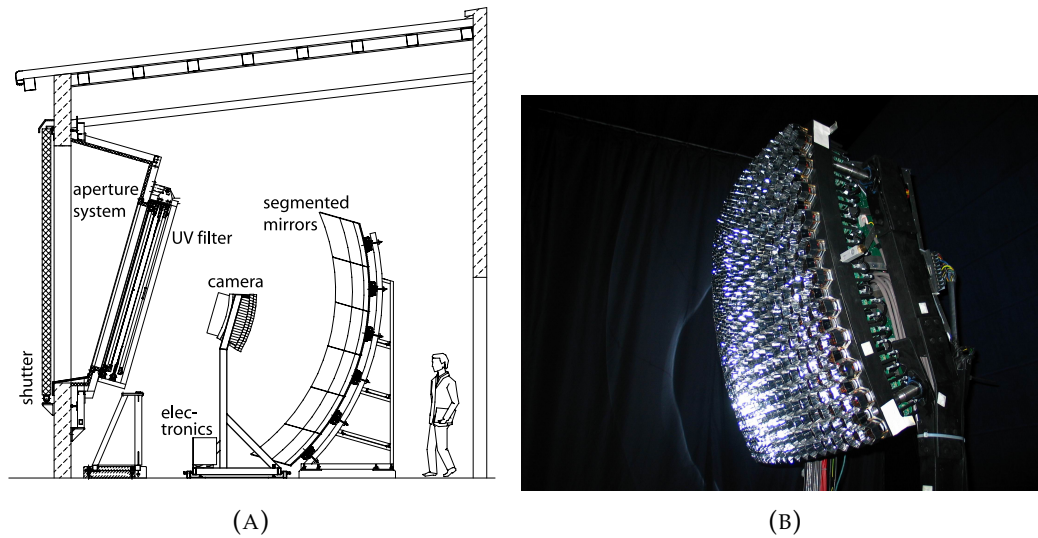 aperture
system
UV filter
segmented
mirrors
camera
shutter
elec-
tronics
(A)
(B)